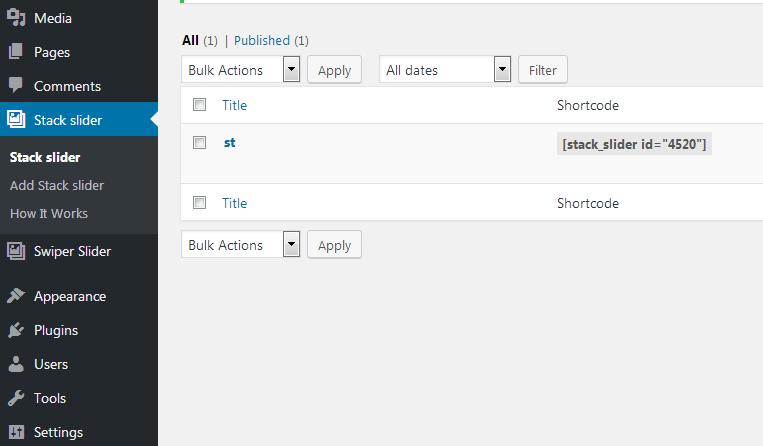 Media
Pages
Comments
Stack slider
Stack slider
Add Stack slider
How It Works
Swiper Slider
Appearance
Plugins
Users
Tools
Settings
All (1) | Published (1)
Bulk Actions Apply All dates Filter
Title Shortcode
st [stack_slider id="4520"]
Title Shortcode
Bulk Actions Apply